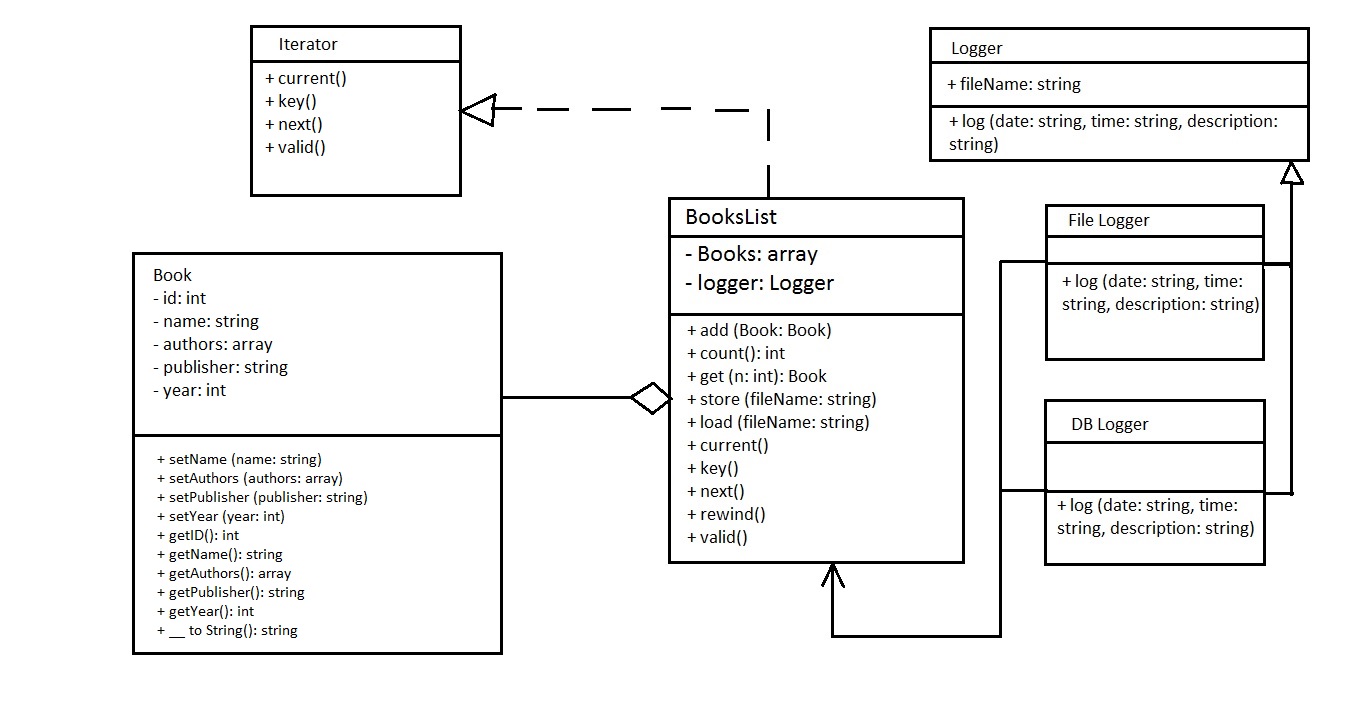 Iterator
+ current()
+ key()
+ next()
+ valid()
Logger
+ fileName: string
+ log (date: string, time: string, description:
string)
BooksList
- Books: array
- logger: Logger
+ add (Book: Book)
+ count(): int
+ get (n: int): Book
+ store (fileName: string)
+ load (fileName: string)
+ current()
+ key()
+ next()
+ rewind()
+ valid()
File Logger
+ log (date: string, time:
string, description: string)
DB Logger
+ log (date: string, time:
string, description: string)
Book
- id: int
- name: string
- authors: array
- publisher: string
- year: int
+ setName (name: string)
+ setAuthors (authors: array)
+ setPublisher (publisher: string)
+ setYear (year: int)
+ getID(): int
+ getName(): string
+ getAuthors(): array
+ getPublisher(): string
+ getYear(): int
+ __ to String(): string